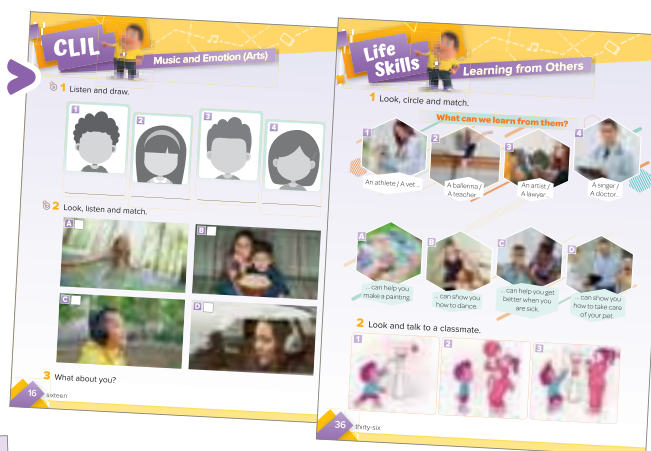 CLIL
Music and Emotion (Arts)
1 Listen and draw.
1
2
3
4
2 Look, listen and match.
A
B
C
D
3 What about you?
16 sixteen
Life
Skills
Learning from Others
1 Look, circle and match.
What can we learn from them?
1
2
3
4
An athlete / A vet...
A ballerina /
A teacher...
An artist /
A lawyer...
A singer /
A doctor...
A
B
C
D
... can help you
make a painting.
... can show you
how to dance.
... can help you get
better when you
are sick.
... can show you
how to take care
of your pet.
2 Look and talk to a classmate.
1
2
3
36 thirty-six